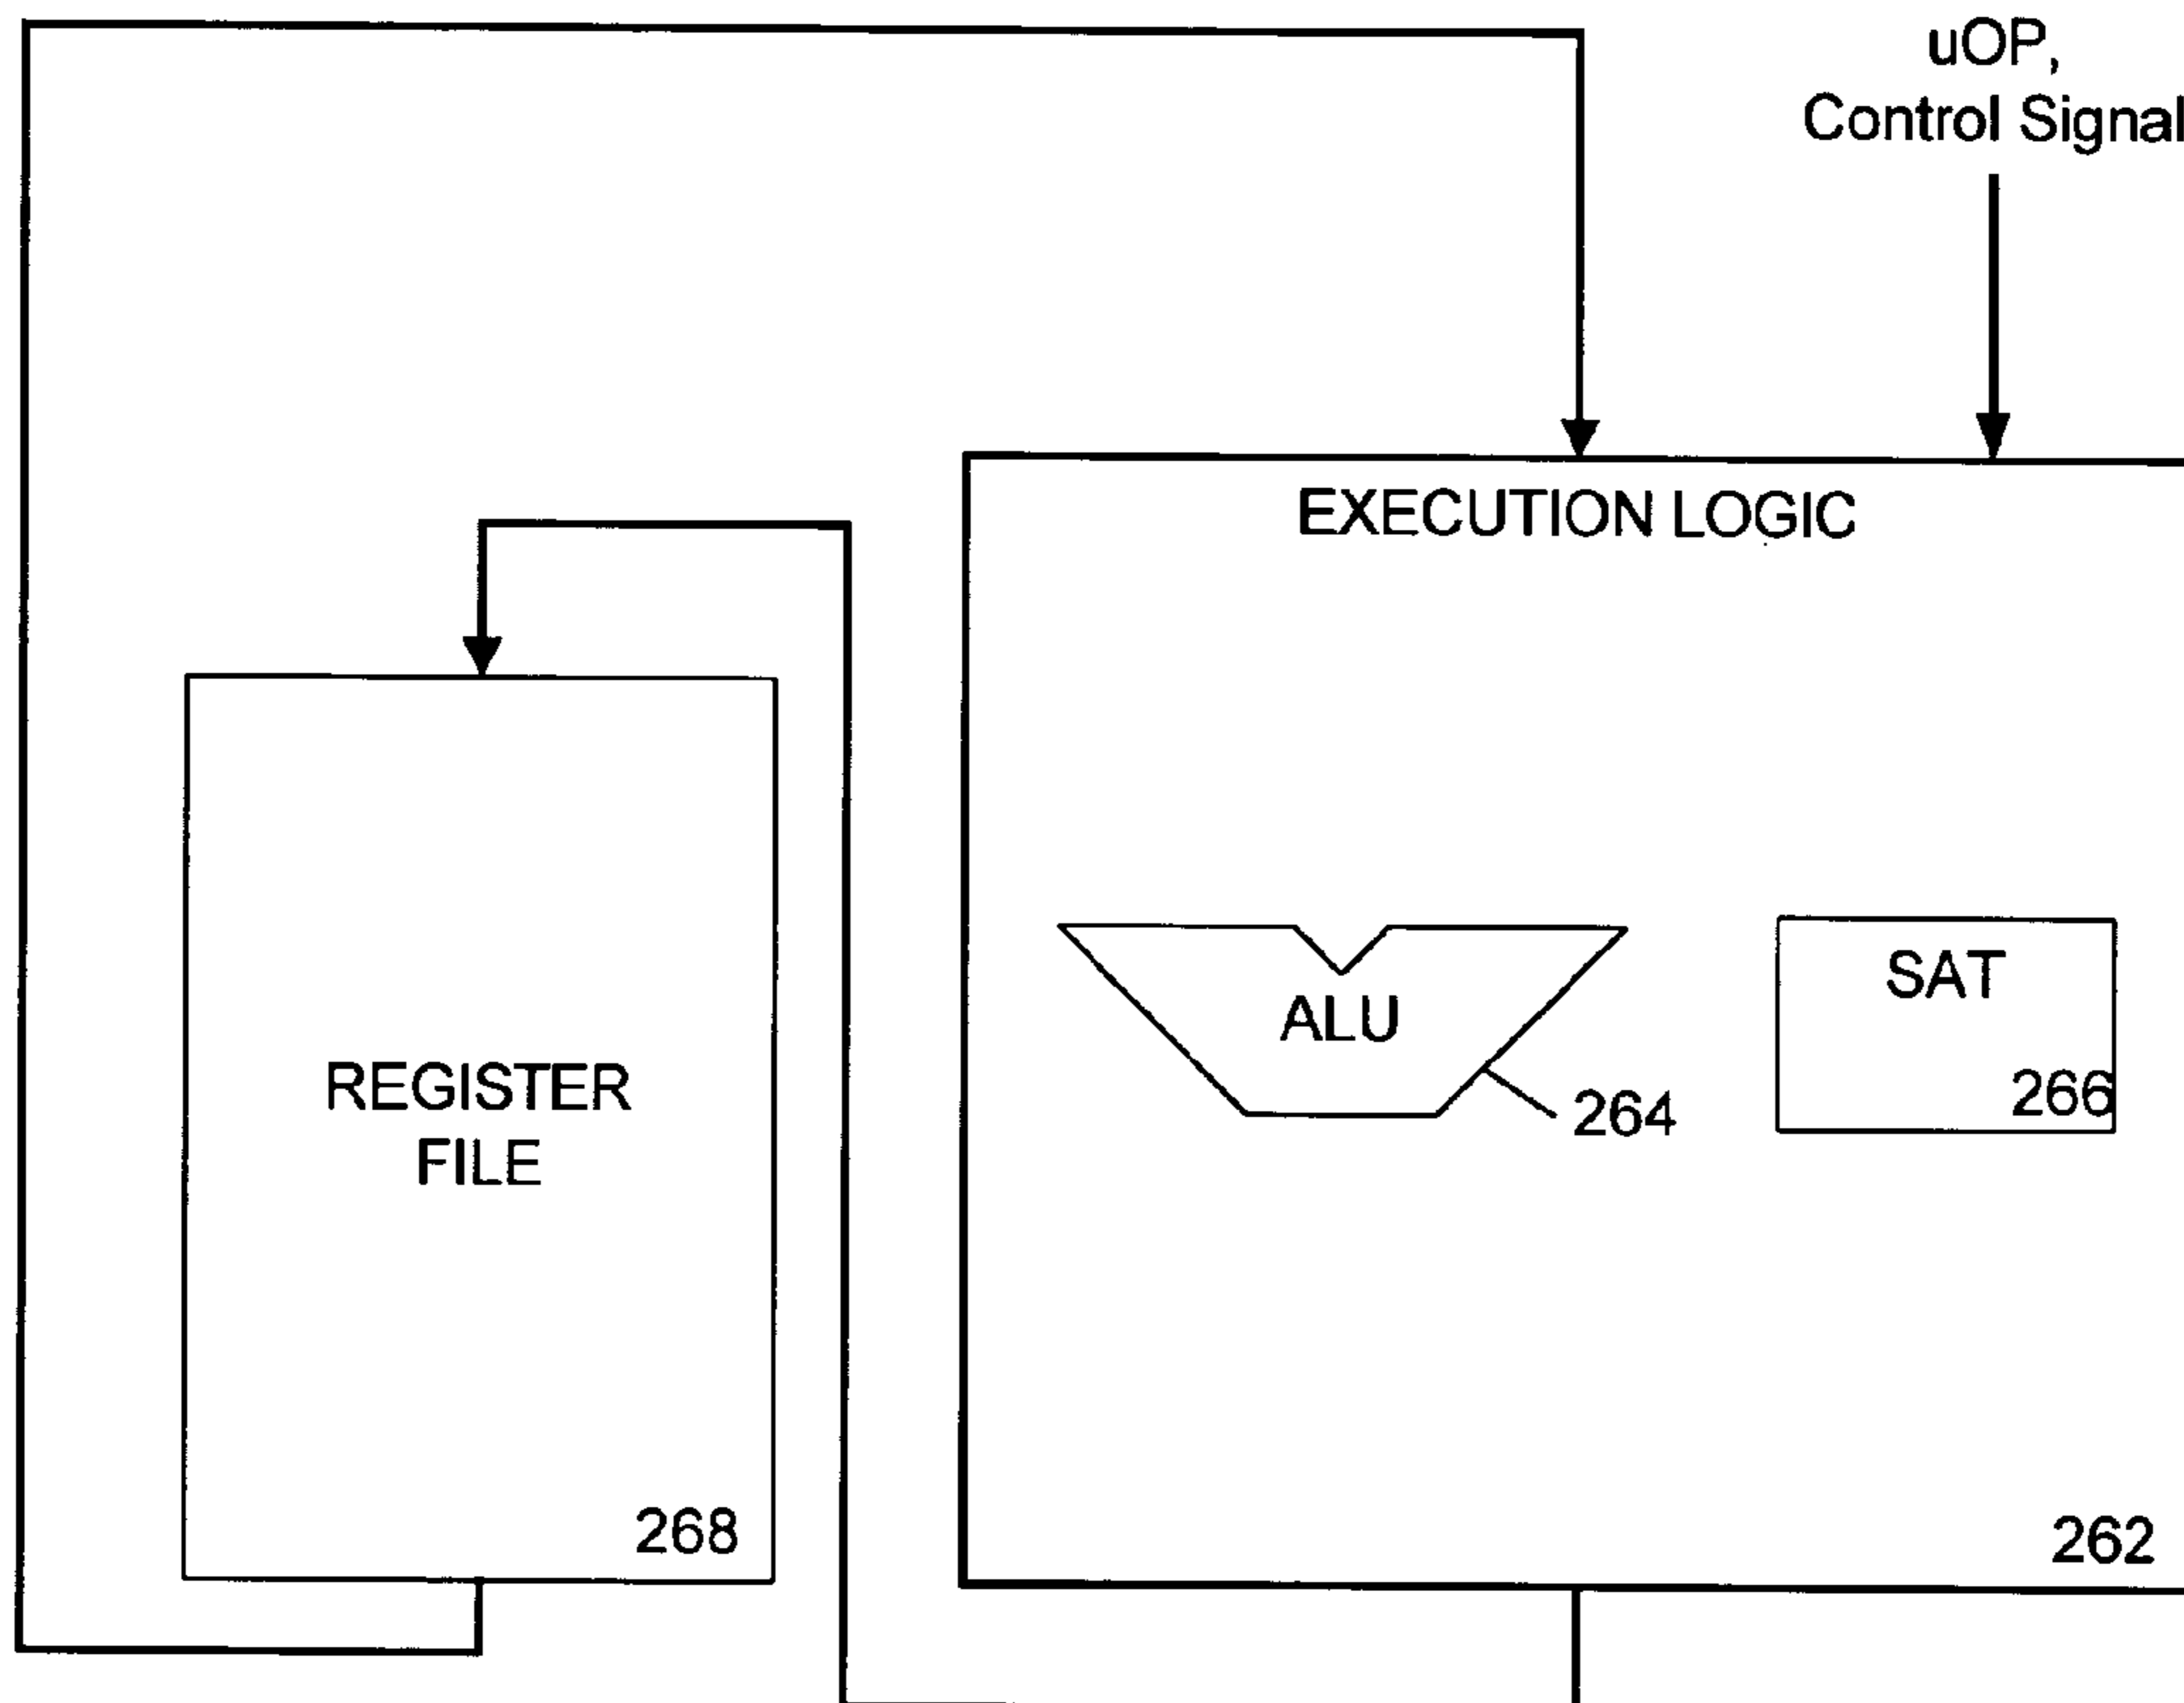 uOP,
Control Signal
EXECUTION LOGIC
ALU
264
SAT
266
REGISTER
FILE
268
262